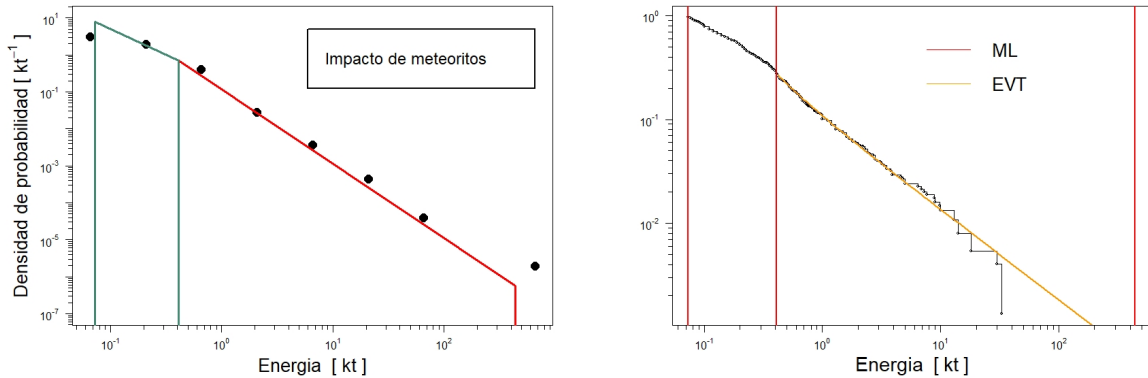 Densidad de probabilidad [ kt⁻¹ ]
10¹
10⁻¹
10⁻³
10⁻⁵
10⁻⁷
Impacto de meteoritos
10⁻¹ 10⁰ 10¹ 10²
Energia [ kt ]
10⁰
10⁻¹
10⁻²
ML
EVT
10⁻¹ 10⁰ 10¹ 10²
Energia [ kt ]